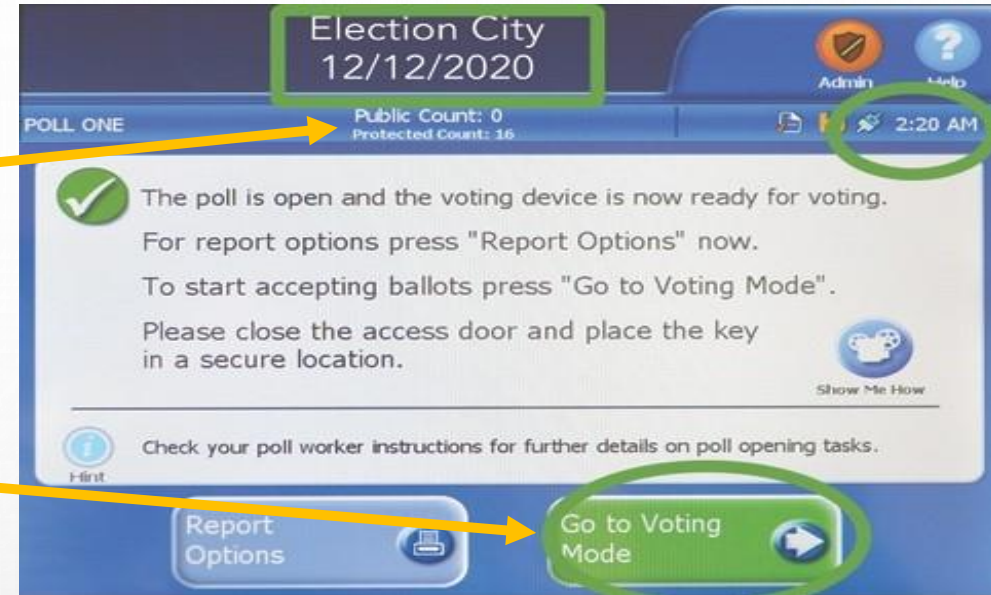 Election City
12/12/2020
Admin
Help
POLL ONE
Public Count: 0
Protected Count: 16
2:20 AM
The poll is open and the voting device is now ready for voting.
For report options press "Report Options" now.
To start accepting ballots press "Go to Voting Mode".
Please close the access door and place the key
in a secure location.
Show Me How
Check your poll worker instructions for further details on poll opening tasks.
Hint
Report
Options
Go to Voting
Mode